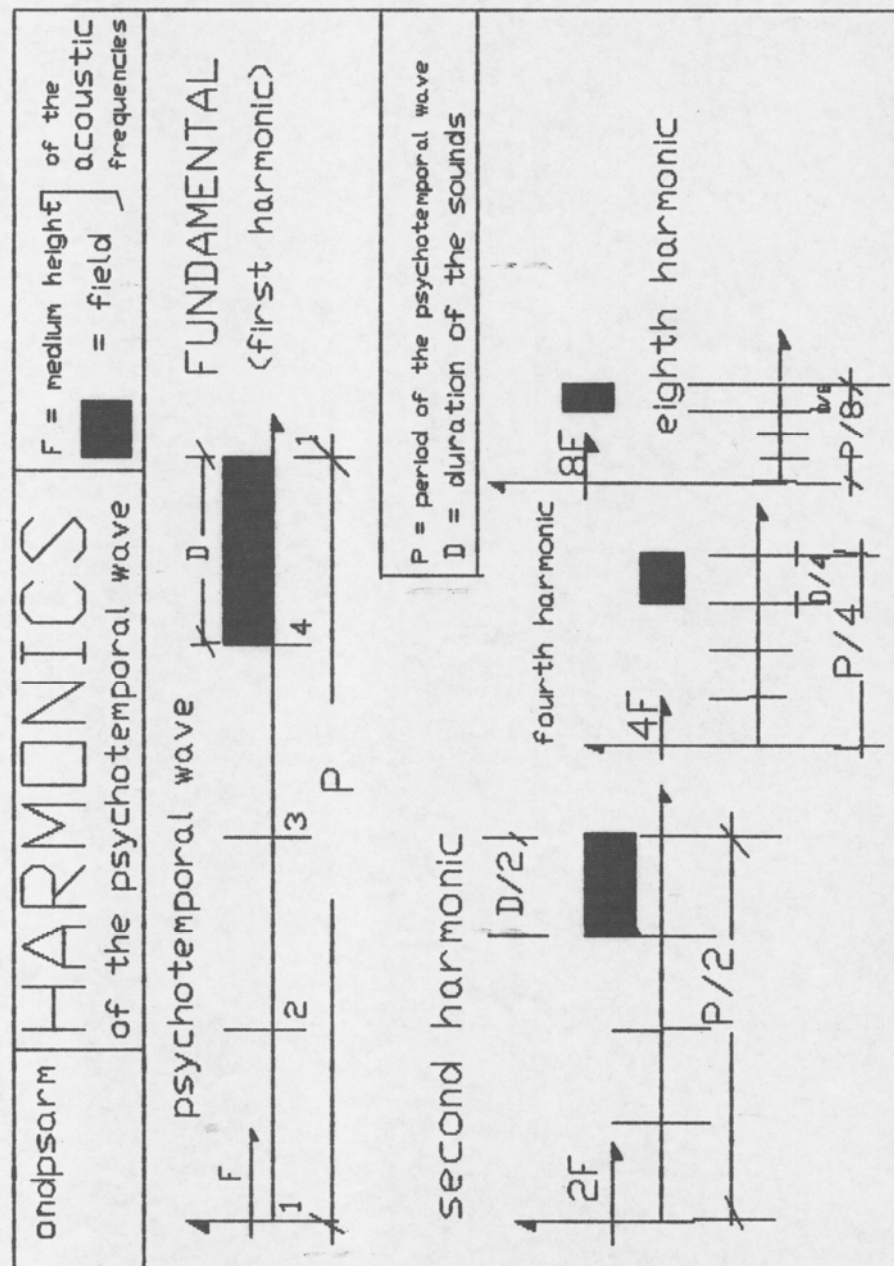 ondpsarm
HARMONICS
of the psychotemporal wave
F = medium height of the
= field acoustic
frequencies
psychotemporal wave
FUNDAMENTAL
(first harmonic)
F
D
1 2 3 4 1
P
P = period of the psychotemporal wave
D = duration of the sounds
second harmonic
D/2
2F
P/2
fourth harmonic
4F
D/4
P/4
8F
eighth harmonic
D/8
P/8